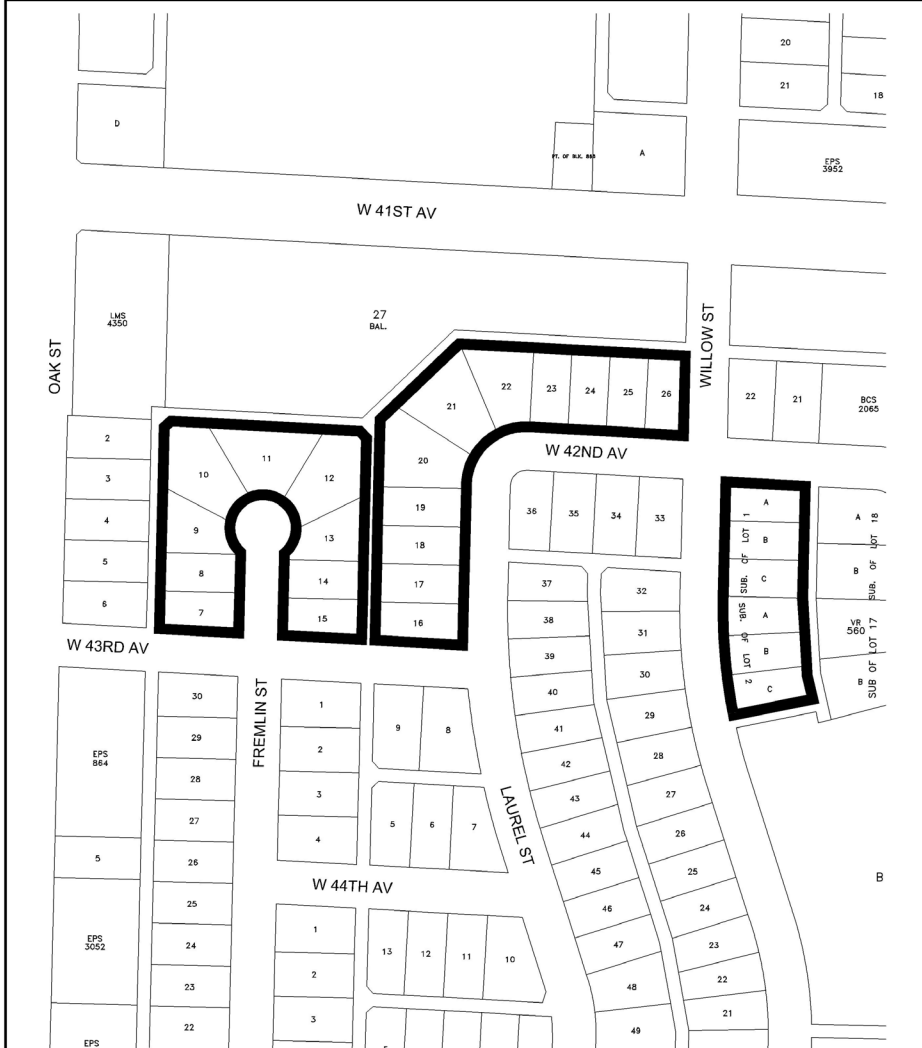 20
21
18
D
PT. OF BLK. 886
A
EPS
3952
W 41ST AV
LMS
4350
27
BAL.
OAK ST
WILLOW ST
22
23
24
25
26
21
22
21
BCS
2065
2
3
4
5
6
10
11
12
9
13
8
14
7
15
20
19
18
17
16
W 42ND AV
36
35
34
33
A
B
C
A
B
C
SUB. OF LOT 1
SUB. OF LOT 2
A
B
SUB. OF LOT 18
VR
560
B
SUB OF LOT 17
37
38
39
40
41
42
43
44
45
46
47
48
49
32
31
30
29
28
27
26
25
24
23
22
21
W 43RD AV
FREMLIN ST
LAUREL ST
EPS
864
5
EPS
3052
EPS
30
29
28
27
26
25
24
23
22
1
2
3
4
9
8
5
6
7
W 44TH AV
1
2
3
13
12
11
10
B